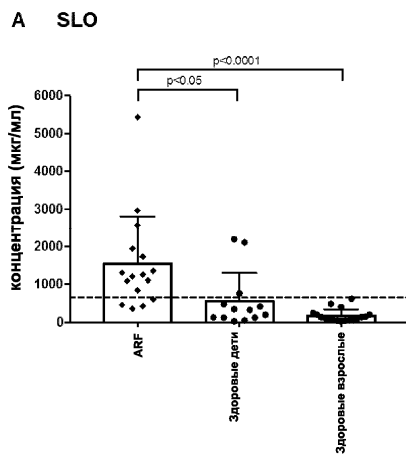 A SLO
p<0.0001
p<0.05
концентрация (мкг/мл)
6000
5000
4000
3000
2000
1000
0
ARF
Здоровые дети
Здоровые взрослые